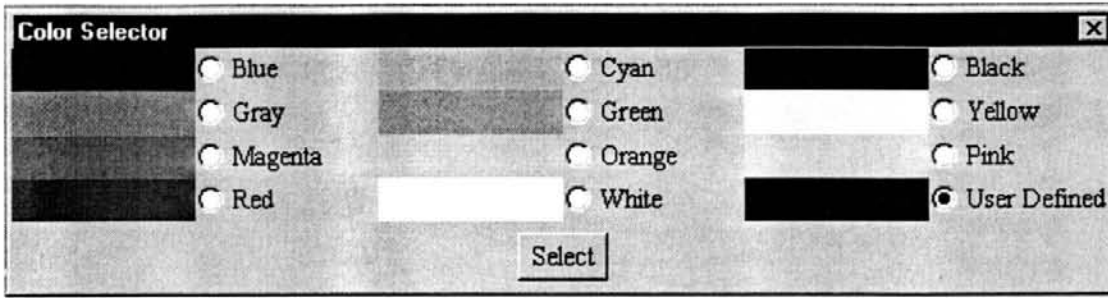 Color Selector
Blue Cyan Black
Gray Green Yellow
Magenta Orange Pink
Red White User Defined
Select